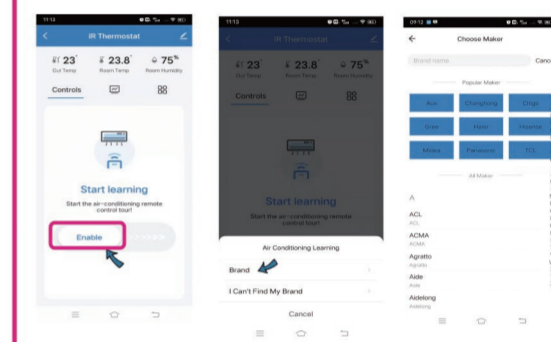 11:13
IR Thermostat
23°
Out Temp
23.8°
Room Temp
75%
Room Humidity
Controls
Start learning
Start the air-conditioning remote
control tour!
Enable
11:13
IR Thermostat
23°
Out Temp
23.8°
Room Temp
75%
Room Humidity
Controls
Start learning
Start the air-conditioning remote
control tour!
Air Conditioning Learning
Brand
I Can't Find My Brand
Cancel
09:12
Choose Maker
Brand name
Popular Maker
Aux
Changhong
Chigo
Gree
Haier
Hisense
Midea
Panasonic
TCL
All Maker
A
ACL
ACL
ACMA
ACMA
Agratto
Agratto
Aide
Aide
Aidelong
Aidelong